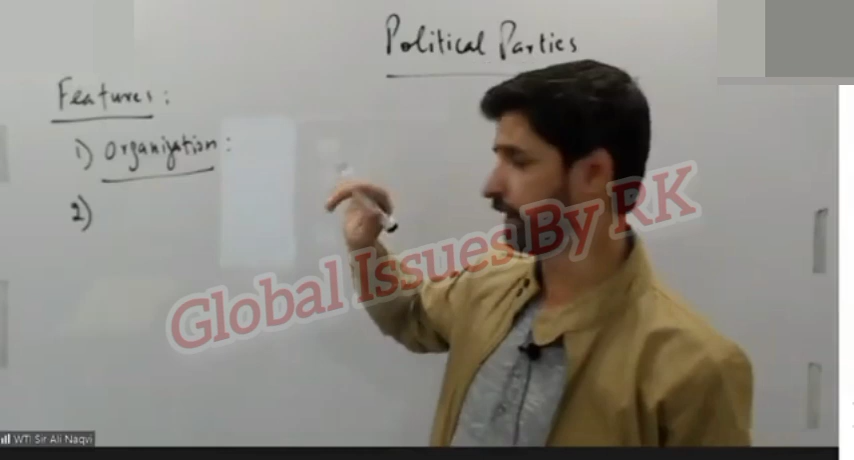 Political Parties
Features:
1) Organization:
2)
Global Issues By RK
WTI Sir Ali Naqvi